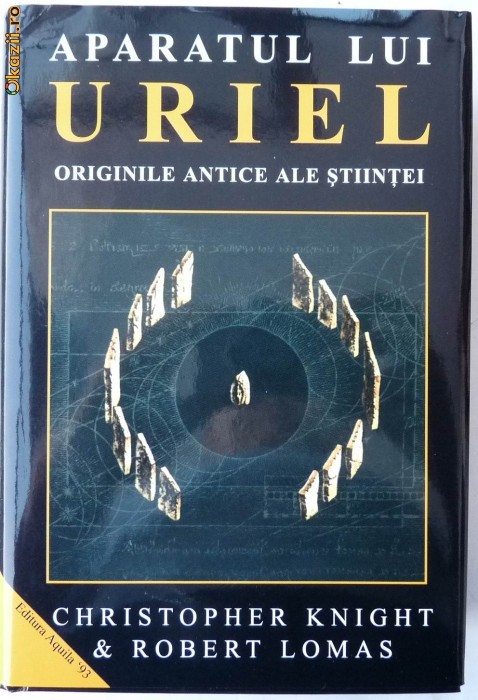 Okazii.ro
APARATUL LUI
URIEL
ORIGINILE ANTICE ALE ŞTIINŢEI
Editura Aquila '93
CHRISTOPHER KNIGHT
& ROBERT LOMAS